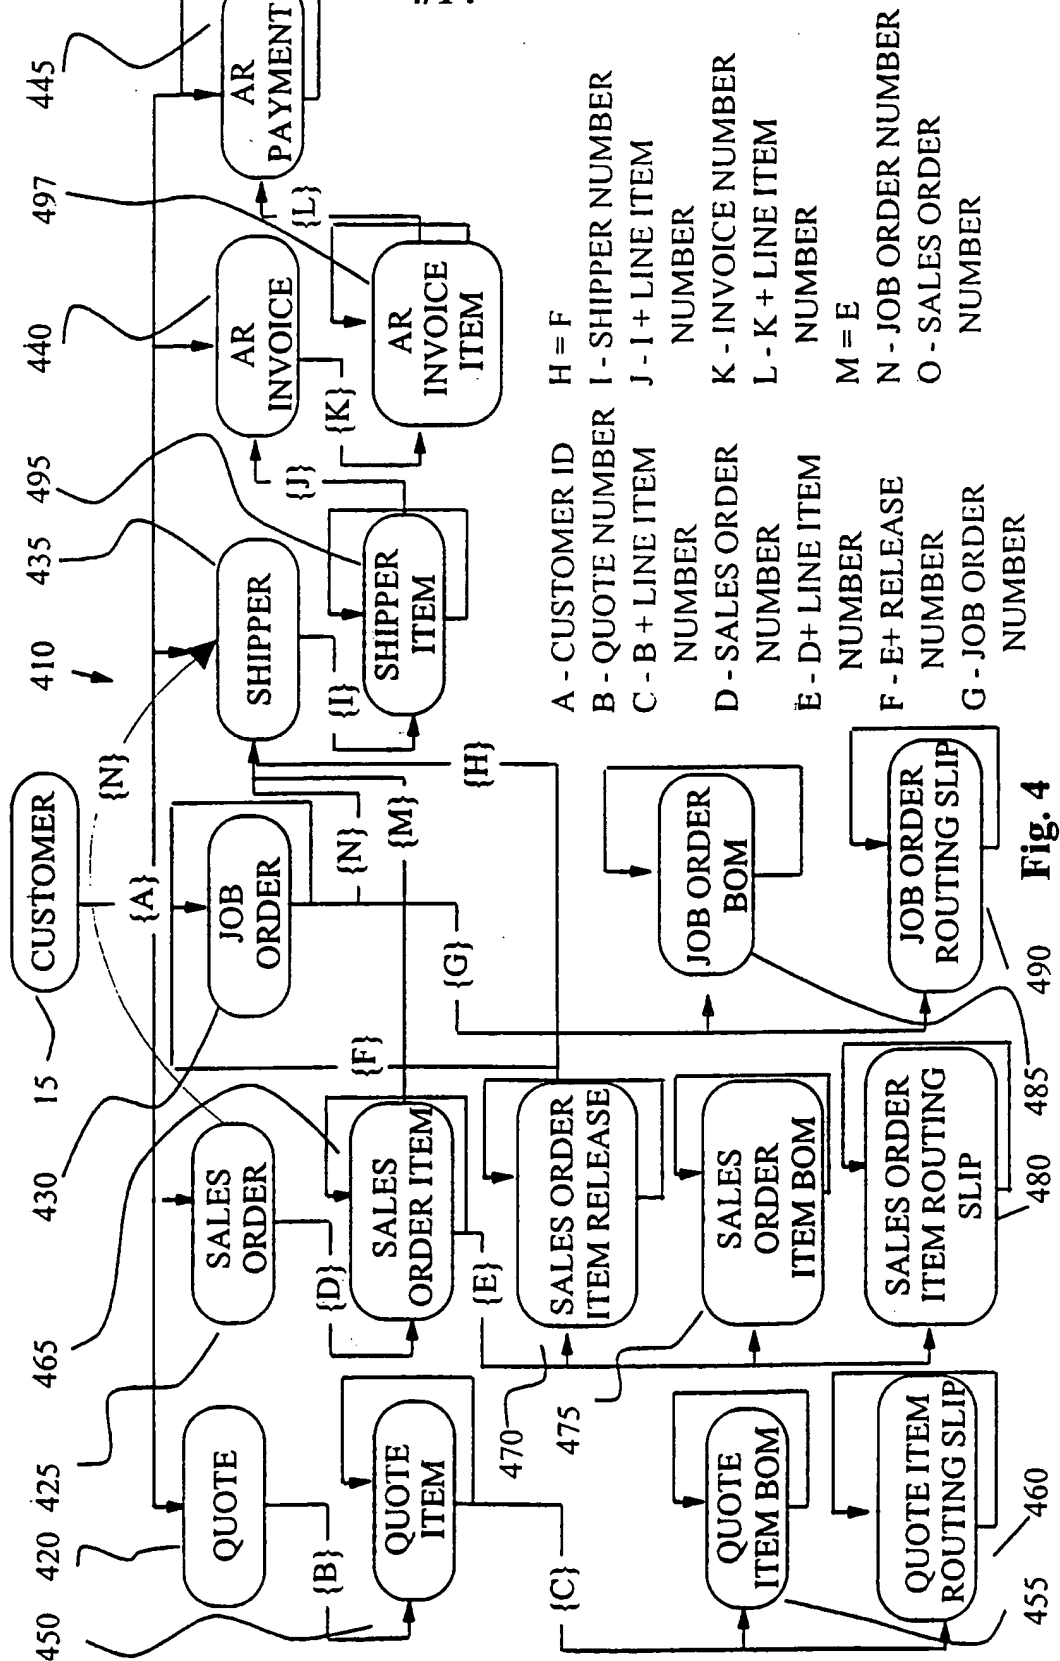 CUSTOMER
15
410
{N}
{A}
420
425
465
430
435
495
440
497
445
QUOTE
SALES
ORDER
JOB
ORDER
SHIPPER
AR
INVOICE
AR
PAYMENT
{B}
{D}
{F}
{N}
{M}
{I}
{J}
{K}
{L}
450
QUOTE
ITEM
SALES
ORDER ITEM
SHIPPER
ITEM
AR
INVOICE
ITEM
{C}
{E}
{G}
{H}
470
475
SALES ORDER
ITEM RELEASE
QUOTE
ITEM BOM
SALES
ORDER
ITEM BOM
JOB ORDER
BOM
QUOTE ITEM
ROUTING SLIP
SALES ORDER
ITEM ROUTING
SLIP
JOB ORDER
ROUTING SLIP
455
460
480
485
490
A - CUSTOMER ID
B - QUOTE NUMBER
C - B + LINE ITEM
NUMBER
D - SALES ORDER
NUMBER
E - D+ LINE ITEM
NUMBER
F - E+ RELEASE
NUMBER
G - JOB ORDER
NUMBER
H = F
I - SHIPPER NUMBER
J - I + LINE ITEM
NUMBER
K - INVOICE NUMBER
L - K + LINE ITEM
NUMBER
M = E
N - JOB ORDER NUMBER
O - SALES ORDER
NUMBER
Fig. 4